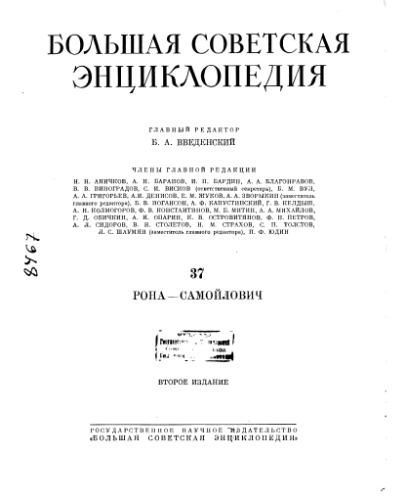 БОЛЬШАЯ СОВЕТСКАЯ
ЭНЦИКЛОПЕДИЯ
ГЛАВНЫЙ РЕДАКТОР
Б. А. ВВЕДЕНСКИЙ
ЧЛЕНЫ ГЛАВНОЙ РЕДАКЦИИ
Н. Н. АНИЧКОВ, А. Н. БАРАНОВ, И. П. БАРДИН, А. А. БЛАГОНРАВОВ,
В. В. ВИНОГРАДОВ, С. И. ВИСКОВ (ответственный секретарь), Б. М. ВУЛ,
А. А. ГРИГОРЬЕВ, А. И. ДЕНИСОВ, Е. М. ЖУКОВ, А. А. ЗВОРЫКИН (заместитель
главного редактора), Б. В. ИОГАНСОН, А. Ф. КАПУСТИНСКИЙ, Г. В. КЕЛДЫШ,
А. Н. КОЛМОГОРОВ, Ф. В. КОНСТАНТИНОВ, М. Б. МИТИН, А. А. МИХАЙЛОВ,
Г. Д. ОБИЧКИН, А. И. ОПАРИН, К. В. ОСТРОВИТЯНОВ, Ф. Н. ПЕТРОВ,
А. Л. СИДОРОВ, В. Н. СТОЛЕТОВ, Н. М. СТРАХОВ, С. П. ТОЛСТОВ,
Л. С. ШАУМЯН (заместитель главного редактора), П. Ф. ЮДИН
8467
37
РОНА — САМОЙЛОВИЧ
ВТОРОЕ ИЗДАНИЕ
ГОСУДАРСТВЕННОЕ НАУЧНОЕ ИЗДАТЕЛЬСТВО
«БОЛЬШАЯ СОВЕТСКАЯ ЭНЦИКЛОПЕДИЯ»